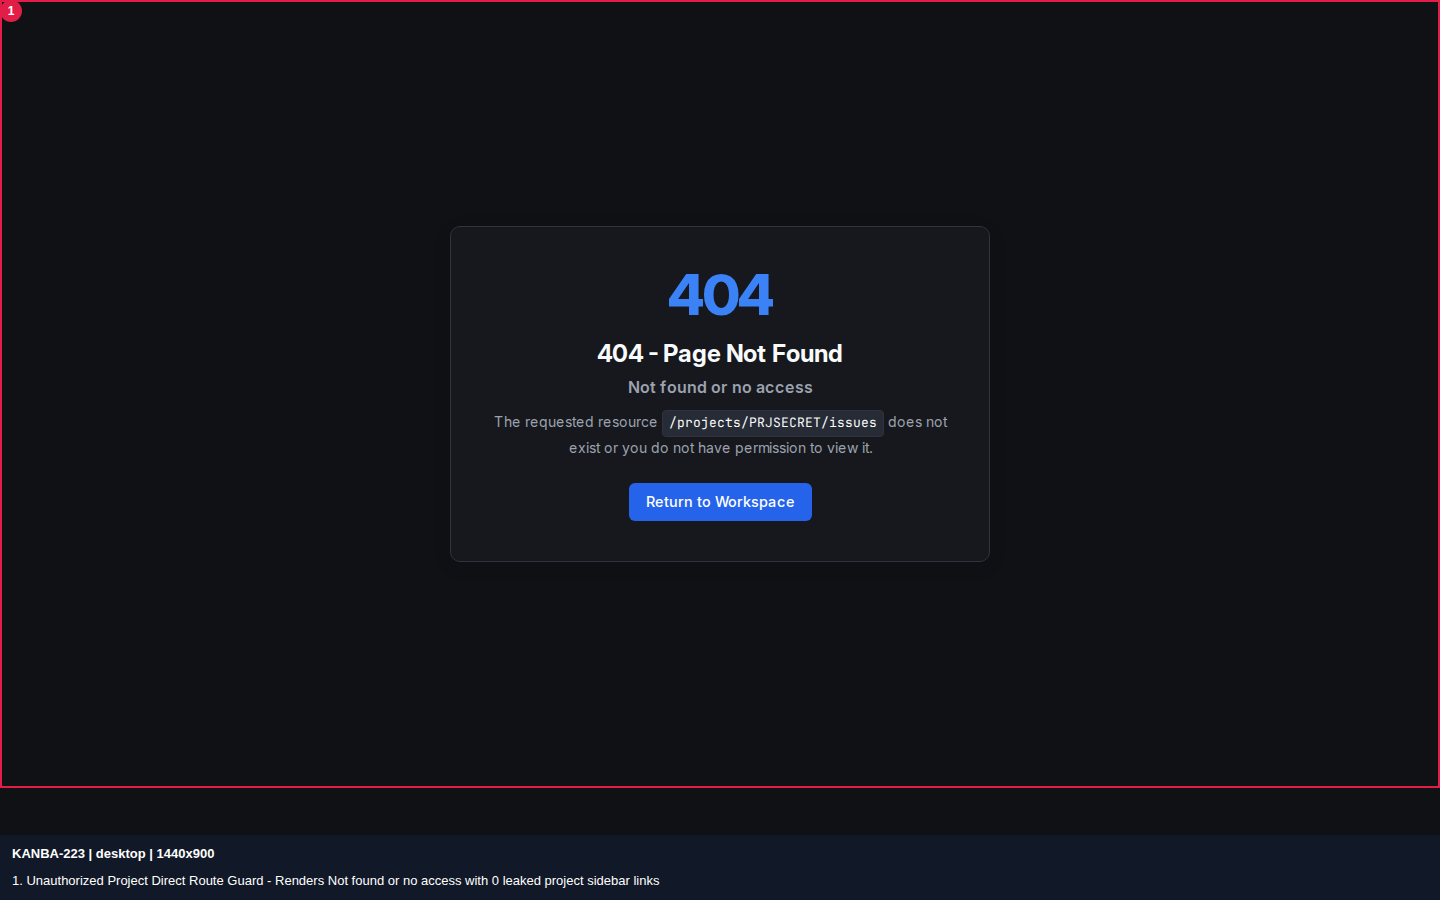 1
404
404 - Page Not Found
Not found or no access
The requested resource /projects/PRJSECRET/issues does not
exist or you do not have permission to view it.
Return to Workspace
KANBA-223 | desktop | 1440x900
1. Unauthorized Project Direct Route Guard - Renders Not found or no access with 0 leaked project sidebar links